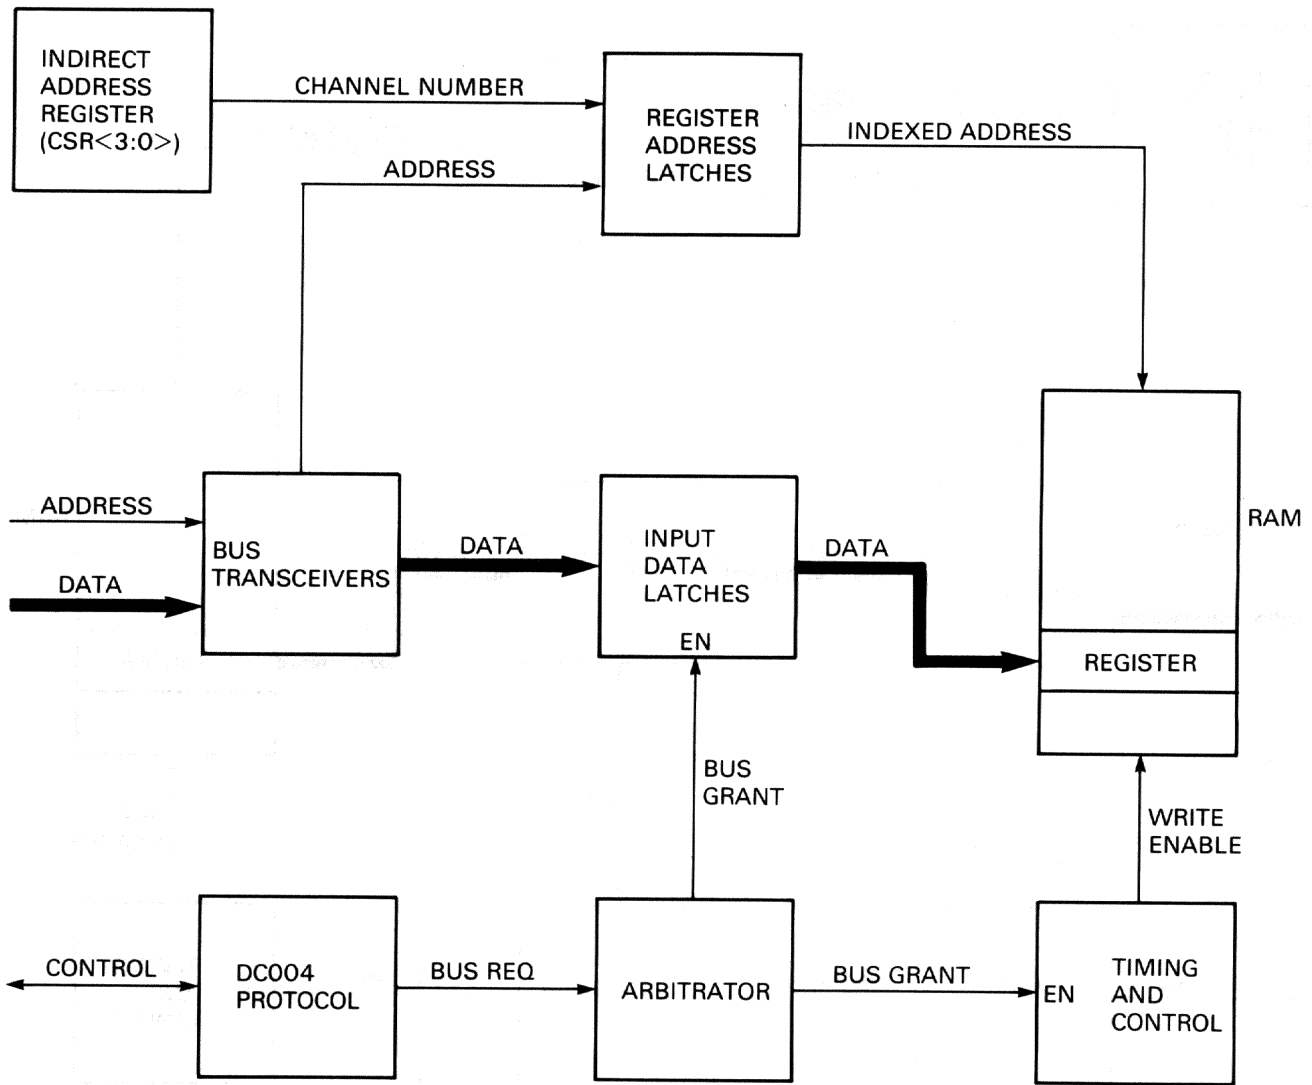 INDIRECT
ADDRESS
REGISTER
(CSR<3:0>)
CHANNEL NUMBER
ADDRESS
REGISTER
ADDRESS
LATCHES
INDEXED ADDRESS
ADDRESS
DATA
BUS
TRANSCEIVERS
DATA
INPUT
DATA
LATCHES
EN
DATA
RAM
REGISTER
BUS
GRANT
WRITE
ENABLE
CONTROL
DC004
PROTOCOL
BUS REQ
ARBITRATOR
BUS GRANT
EN
TIMING
AND
CONTROL